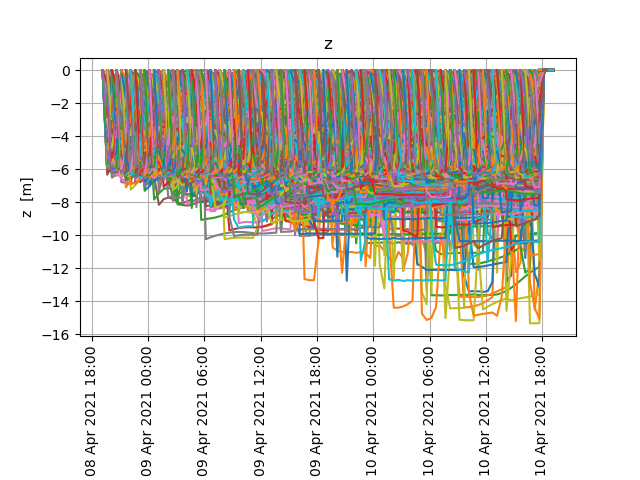 z
0
−2
−4
−6
−8
−10
−12
−14
−16
z [m]
08 Apr 2021 18:00
09 Apr 2021 00:00
09 Apr 2021 06:00
09 Apr 2021 12:00
09 Apr 2021 18:00
10 Apr 2021 00:00
10 Apr 2021 06:00
10 Apr 2021 12:00
10 Apr 2021 18:00